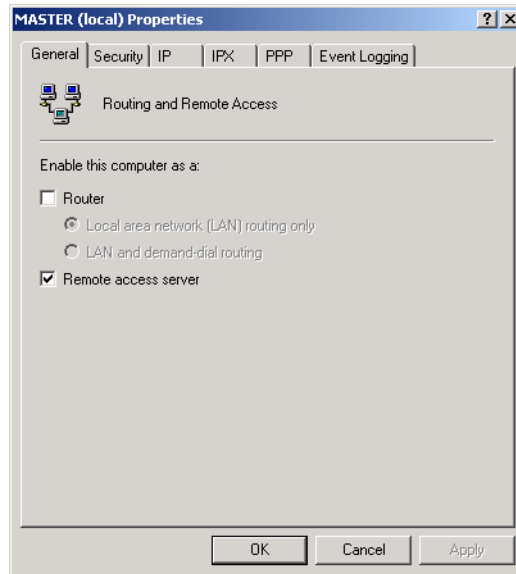 MASTER (local) Properties
General Security IP IPX PPP Event Logging
Routing and Remote Access
Enable this computer as a:
Router
Local area network (LAN) routing only
LAN and demand-dial routing
Remote access server
OK Cancel Apply